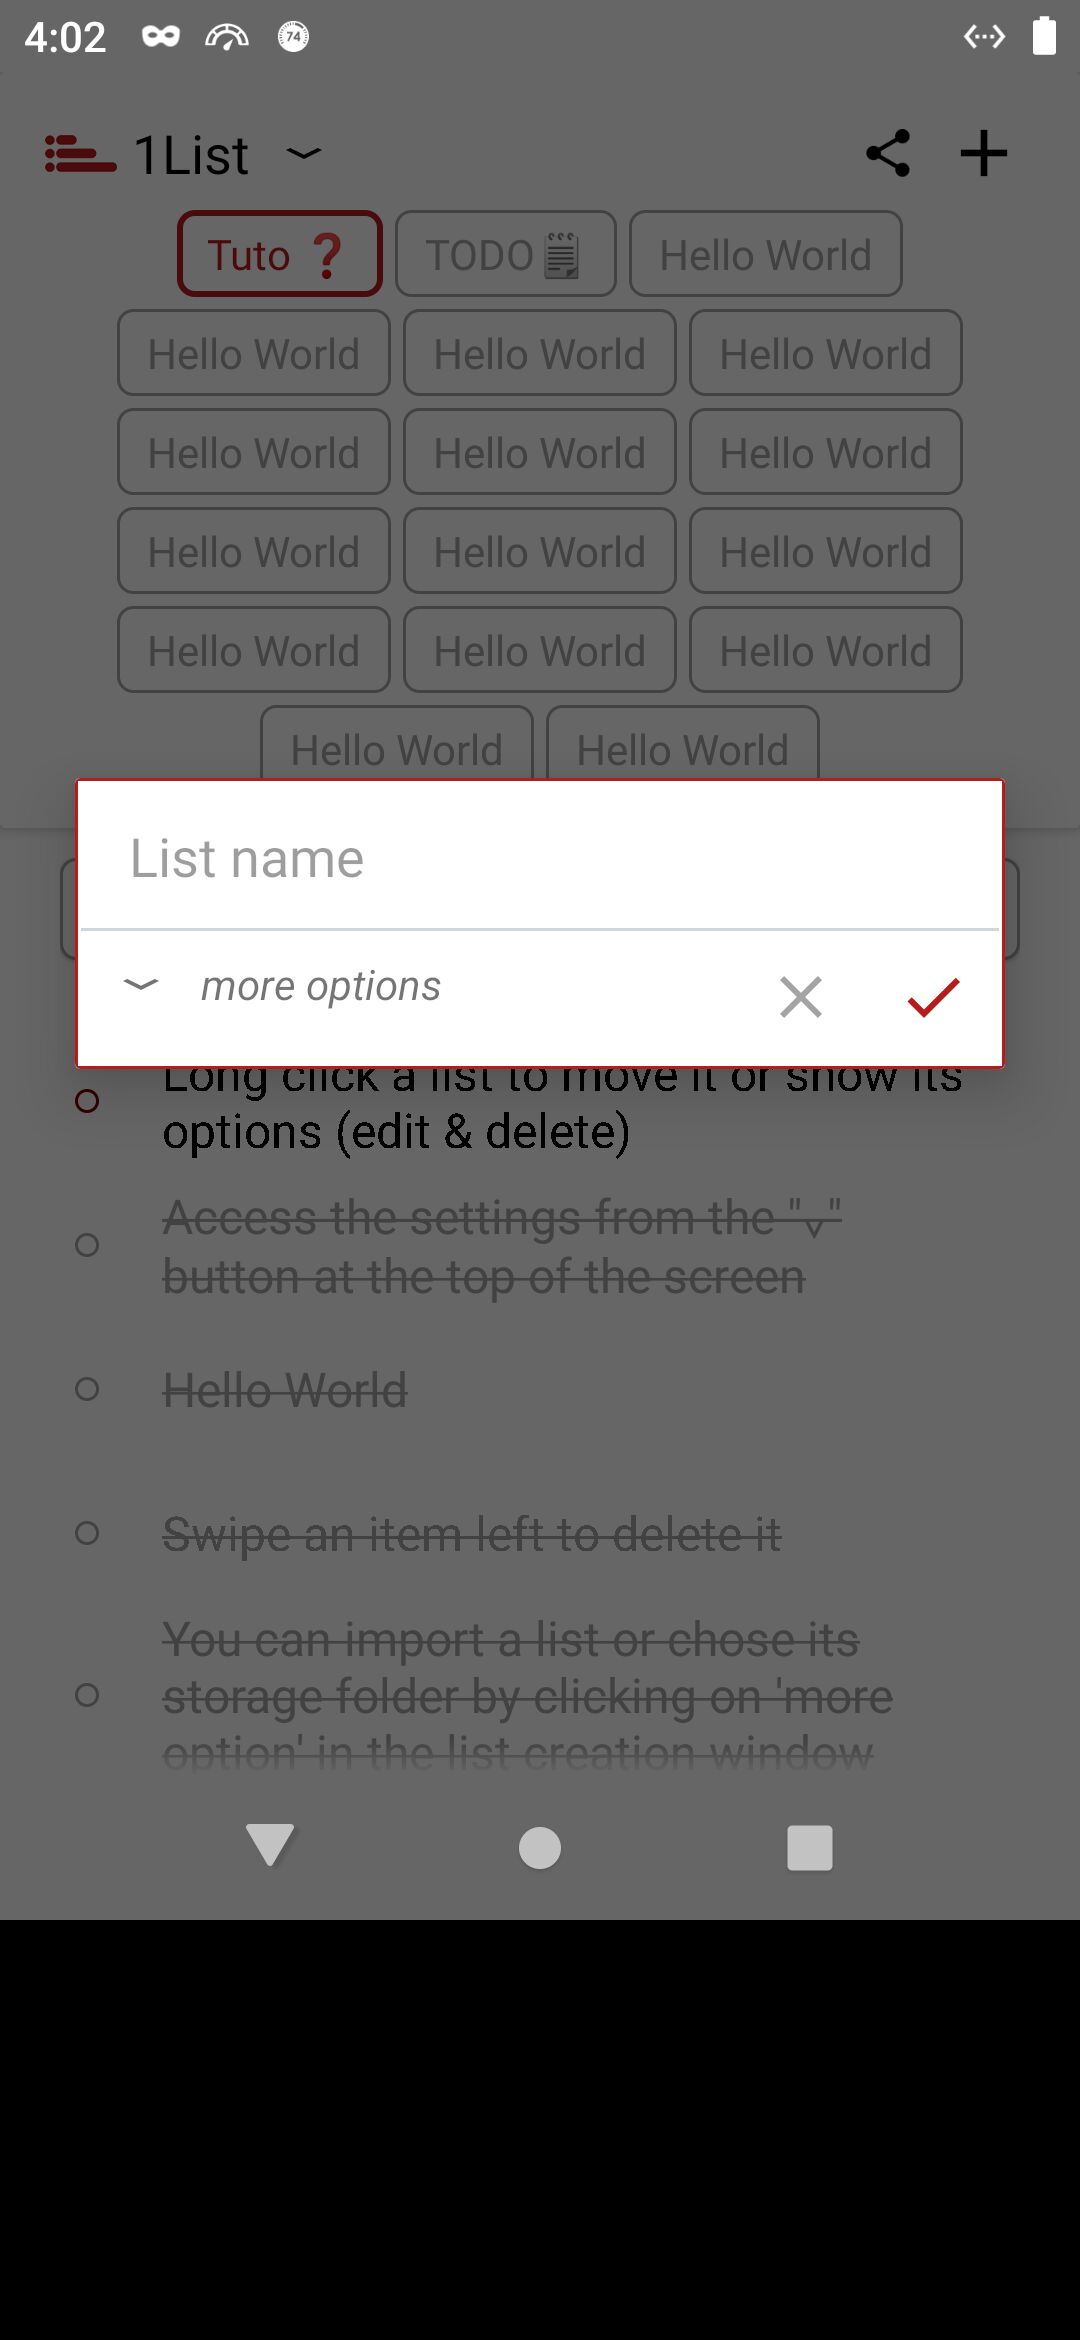 4:02 74
1List
Tuto ❓ TODO Hello World
Hello World Hello World Hello World
Hello World Hello World Hello World
Hello World Hello World Hello World
Hello World Hello World Hello World
Hello World Hello World
List name
more options
Long click a list to move it or show its
options (edit & delete)
Access the settings from the "⌵"
button at the top of the screen
Hello World
Swipe an item left to delete it
You can import a list or chose its
storage folder by clicking on 'more
option' in the list creation window